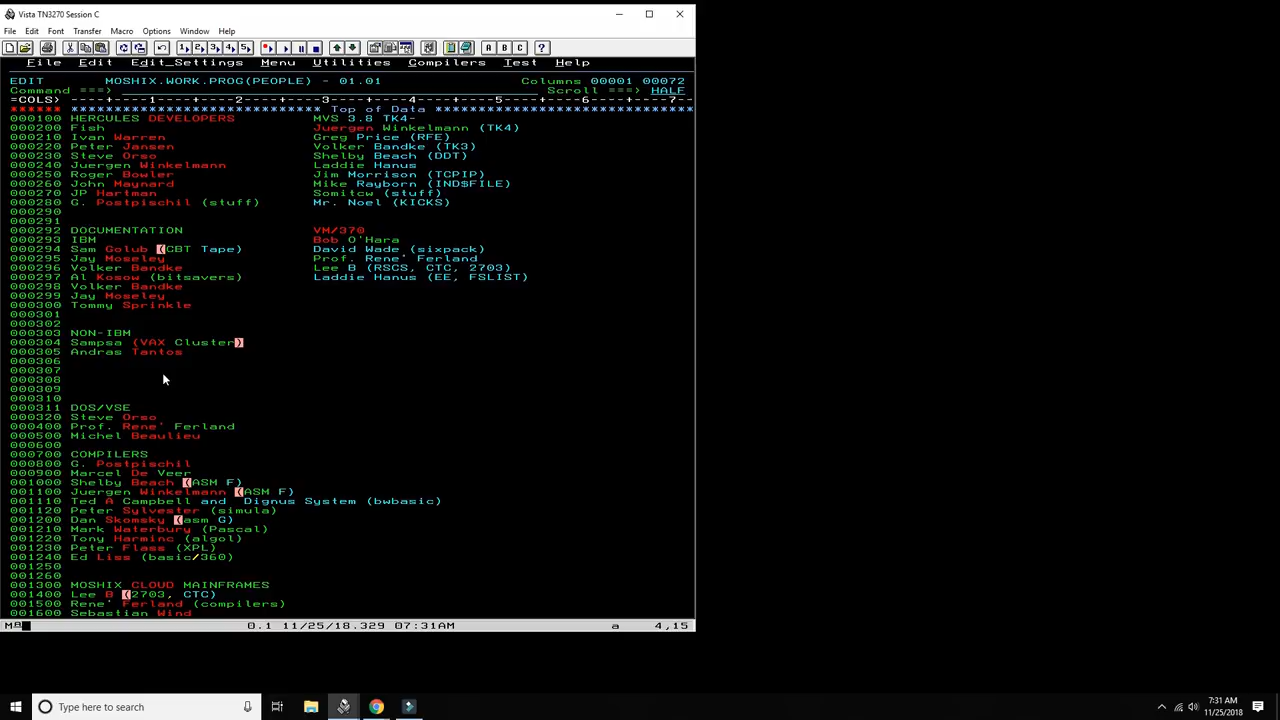 Vista TN3270 Session C
File Edit Font Transfer Macro Options Window Help
File Edit Edit_Settings Menu Utilities Compilers Test Help
EDIT MOSHIX.WORK.PROG(PEOPLE) - 01.01 Columns 00001 00072
Command ===> Scroll ===> HALF
=COLS> ----+----1----+----2----+----3----+----4----+----5----+----6----+----7--
****** ***************************** Top of Data ******************************
000100 HERCULES DEVELOPERS MVS 3.8 TK4-
000200 Fish Juergen Winkelmann (TK4)
000210 Ivan Warren Greg Price (RFE)
000220 Peter Jansen Volker Bandke (TK3)
000230 Steve Orso Shelby Beach (DDT)
000240 Juergen Winkelmann Laddie Hanus
000250 Roger Bowler Jim Morrison (TCPIP)
000260 John Maynard Mike Rayborn (IND$FILE)
000270 JP Hartman Somitcw (stuff)
000280 G. Postpischil (stuff) Mr. Noel (KICKS)
000290
000291
000292 DOCUMENTATION VM/370
000293 IBM Bob O'Hara
000294 Sam Golub (CBT Tape) David Wade (sixpack)
000295 Jay Moseley Prof. Rene' Ferland
000296 Volker Bandke Lee B (RSCS, CTC, 2703)
000297 Al Kosow (bitsavers) Laddie Hanus (EE, FSLIST)
000298 Volker Bandke
000299 Jay Moseley
000300 Tommy Sprinkle
000301
000302
000303 NON-IBM
000304 Sampsa (VAX Cluster)
000305 Andras Tantos
000306
000307
000308
000309
000310
000311 DOS/VSE
000320 Steve Orso
000400 Prof. Rene' Ferland
000500 Michel Beaulieu
000600
000700 COMPILERS
000800 G. Postpischil
000900 Marcel De Veer
001000 Shelby Beach (ASM F)
001100 Juergen Winkelmann (ASM F)
001110 Ted A Campbell and Dignus System (bwbasic)
001120 Peter Sylvester (simula)
001200 Dan Skomsky (asm G)
001210 Mark Waterbury (Pascal)
001220 Tony Harminc (algol)
001230 Peter Flass (XPL)
001240 Ed Liss (basic/360)
001250
001260
001300 MOSHIX CLOUD MAINFRAMES
001400 Lee B (2703, CTC)
001500 Rene' Ferland (compilers)
001600 Sebastian Wind
MA 0.1 11/25/18.329 07:31AM a 4,15
Type here to search
7:31 AM
11/25/2018